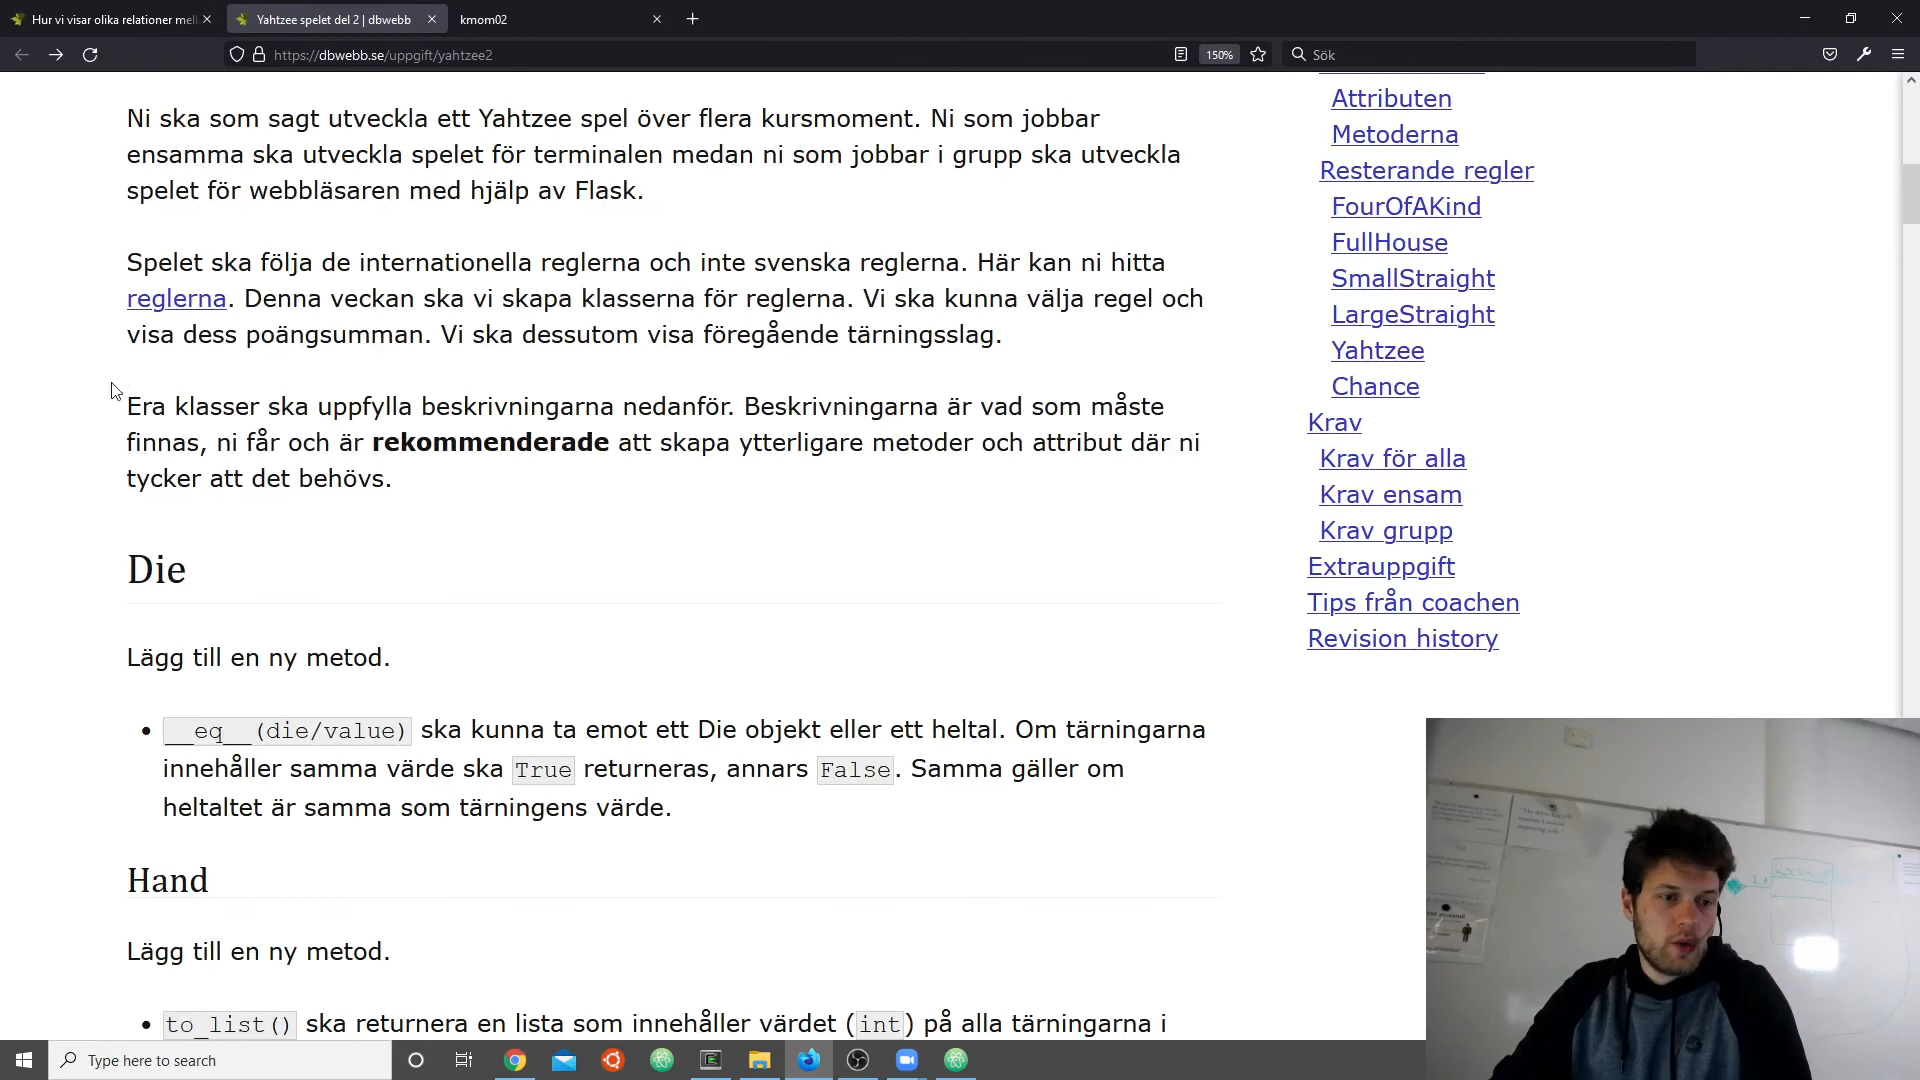 Hur vi visar olika relationer mell
Yahtzee spelet del 2 | dbwebb
kmom02
https://dbwebb.se/uppgift/yahtzee2
150%
Sök
Ni ska som sagt utveckla ett Yahtzee spel över flera kursmoment. Ni som jobbar
ensamma ska utveckla spelet för terminalen medan ni som jobbar i grupp ska utveckla
spelet för webbläsaren med hjälp av Flask.
Spelet ska följa de internationella reglerna och inte svenska reglerna. Här kan ni hitta
reglerna. Denna veckan ska vi skapa klasserna för reglerna. Vi ska kunna välja regel och
visa dess poängsumman. Vi ska dessutom visa föregående tärningsslag.
Era klasser ska uppfylla beskrivningarna nedanför. Beskrivningarna är vad som måste
finnas, ni får och är rekommenderade att skapa ytterligare metoder och attribut där ni
tycker att det behövs.
Die
Lägg till en ny metod.
• __eq__(die/value) ska kunna ta emot ett Die objekt eller ett heltal. Om tärningarna
innehåller samma värde ska True returneras, annars False. Samma gäller om
heltaltet är samma som tärningens värde.
Hand
Lägg till en ny metod.
• to_list() ska returnera en lista som innehåller värdet (int) på alla tärningarna i
Attributen
Metoderna
Resterande regler
FourOfAKind
FullHouse
SmallStraight
LargeStraight
Yahtzee
Chance
Krav
Krav för alla
Krav ensam
Krav grupp
Extrauppgift
Tips från coachen
Revision history
Type here to search